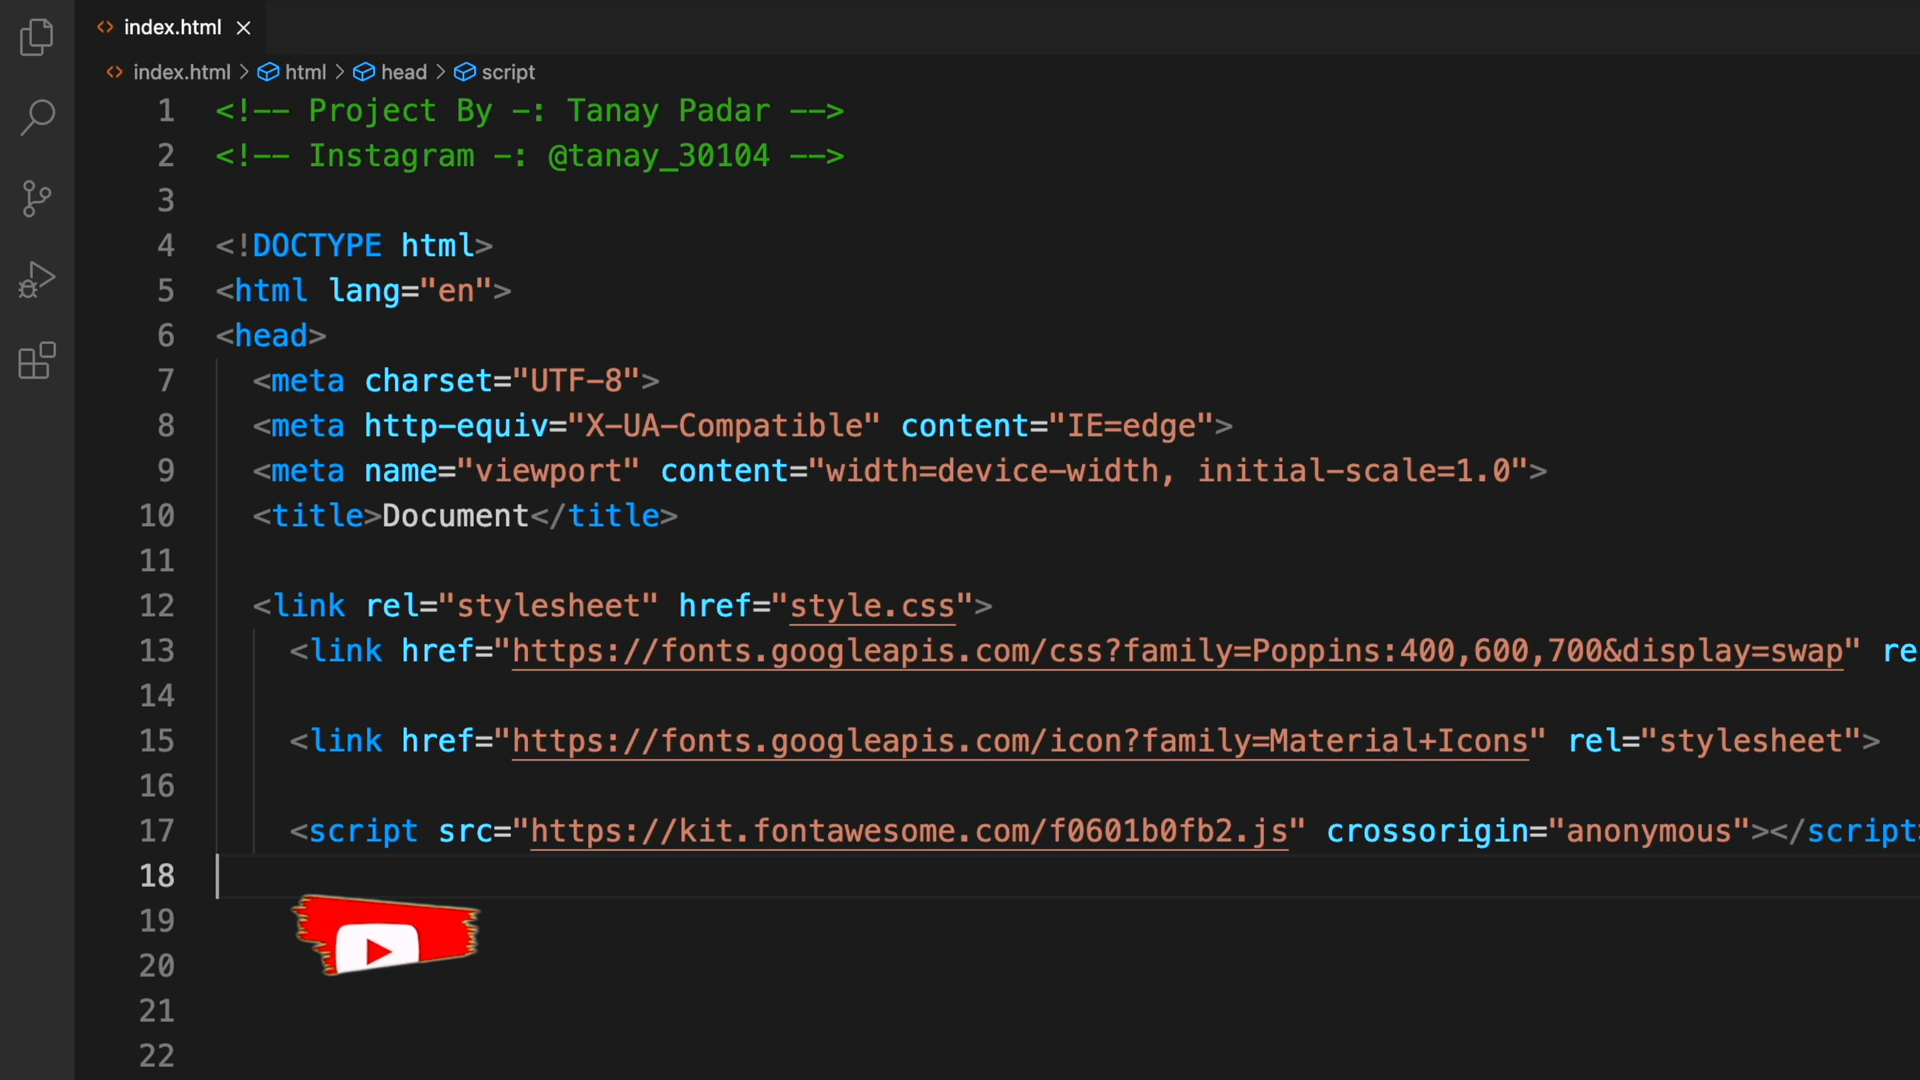 index.html
index.html > html > head > script
1 <!-- Project By -: Tanay Padar -->
2 <!-- Instagram -: @tanay_30104 -->
3
4 <!DOCTYPE html>
5 <html lang="en">
6 <head>
7 <meta charset="UTF-8">
8 <meta http-equiv="X-UA-Compatible" content="IE=edge">
9 <meta name="viewport" content="width=device-width, initial-scale=1.0">
10 <title>Document</title>
11
12 <link rel="stylesheet" href="style.css">
13 <link href="https://fonts.googleapis.com/css?family=Poppins:400,600,700&display=swap" re
14
15 <link href="https://fonts.googleapis.com/icon?family=Material+Icons" rel="stylesheet">
16
17 <script src="https://kit.fontawesome.com/f0601b0fb2.js" crossorigin="anonymous"></script
18
19
20
21
22